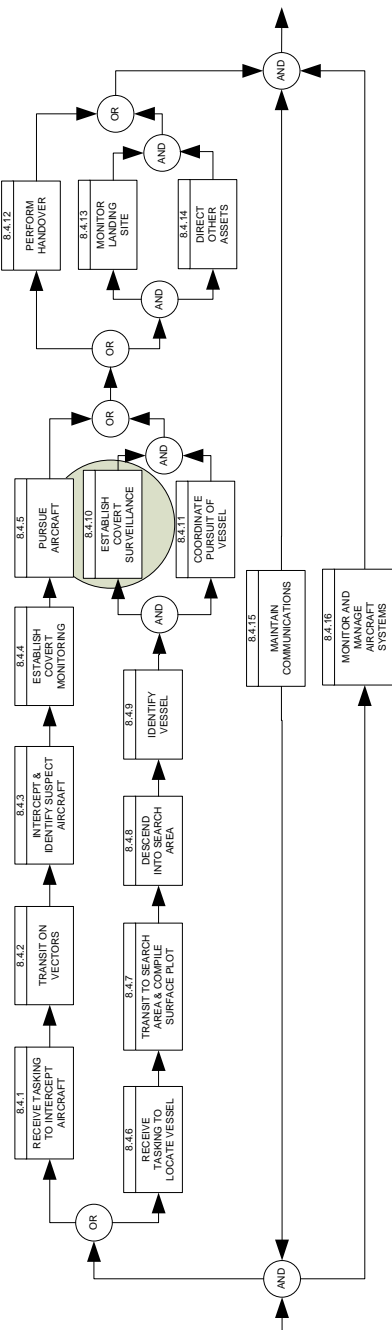 8.4.1
RECEIVE TASKING
TO INTERCEPT
AIRCRAFT
8.4.2
TRANSIT ON
VECTORS
8.4.3
INTERCEPT &
IDENTIFY SUSPECT
AIRCRAFT
8.4.4
ESTABLISH
COVERT
MONITORING
8.4.5
PURSUE
AIRCRAFT
8.4.6
RECEIVE
TASKING TO
LOCATE VESSEL
8.4.7
TRANSIT TO SEARCH
AREA & COMPILE
SURFACE PLOT
8.4.8
DESCEND
INTO SEARCH
AREA
8.4.9
IDENTIFY
VESSEL
8.4.10
ESTABLISH
COVERT
SURVEILLANCE
8.4.11
COORDINATE
PURSUIT OF
VESSEL
8.4.12
PERFORM
HANDOVER
8.4.13
MONITOR
LANDING
SITE
8.4.14
DIRECT
OTHER
ASSETS
8.4.15
MAINTAIN
COMMUNICATIONS
8.4.16
MONITOR AND
MANAGE
AIRCRAFT
SYSTEMS
AND
OR
AND
AND
OR
OR
AND
AND
OR
AND